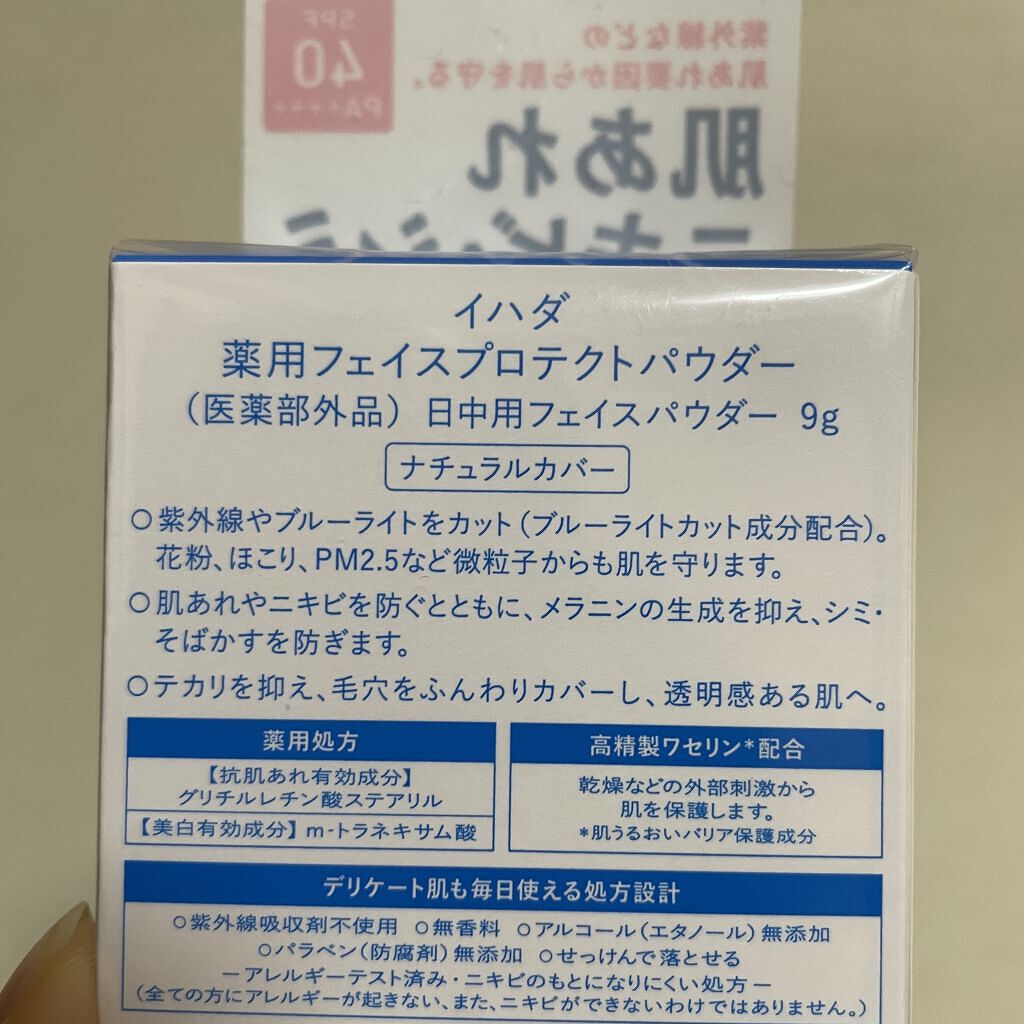 SPF
40
PA++++
紫外線などの
肌あれ要因から肌を守る。
肌あれ
ニキビ・シミ
イハダ
薬用フェイスプロテクトパウダー
（医薬部外品）日中用フェイスパウダー 9g
ナチュラルカバー
○紫外線やブルーライトをカット（ブルーライトカット成分配合）。
花粉、ほこり、PM2.5など微粒子からも肌を守ります。
○肌あれやニキビを防ぐとともに、メラニンの生成を抑え、シミ・
そばかすを防ぎます。
○テカリを抑え、毛穴をふんわりカバーし、透明感ある肌へ。
薬用処方
【抗肌あれ有効成分】
グリチルレチン酸ステアリル
【美白有効成分】m-トラネキサム酸
高精製ワセリン*配合
乾燥などの外部刺激から
肌を保護します。
*肌うるおいバリア保護成分
デリケート肌も毎日使える処方設計
○紫外線吸収剤不使用 ○無香料 ○アルコール（エタノール）無添加
○パラベン（防腐剤）無添加 ○せっけんで落とせる
－アレルギーテスト済み・ニキビのもとになりにくい処方－
（全ての方にアレルギーが起きない、また、ニキビができないわけではありません。）